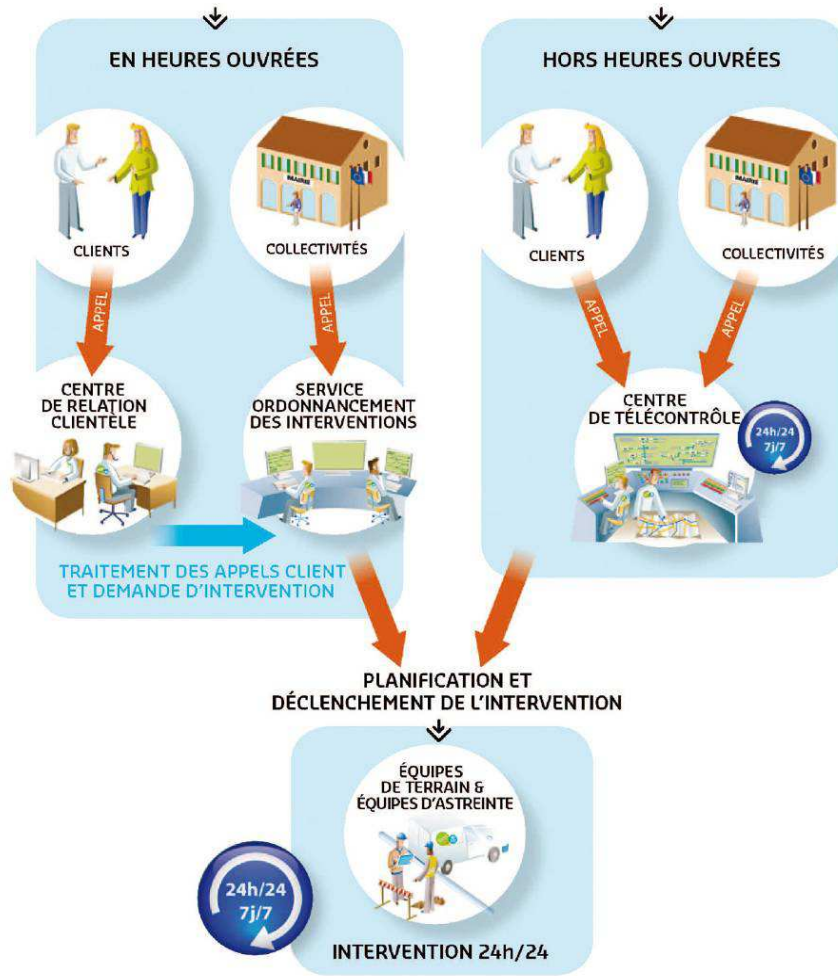 EN HEURES OUVRÉES
CLIENTS
MAIRIE
COLLECTIVITÉS
APPEL
APPEL
CENTRE
DE RELATION
CLIENTÈLE
SERVICE
ORDONNANCEMENT
DES INTERVENTIONS
TRAITEMENT DES APPELS CLIENT
ET DEMANDE D'INTERVENTION
HORS HEURES OUVRÉES
CLIENTS
MAIRIE
COLLECTIVITÉS
APPEL
APPEL
CENTRE
DE TÉLÉCONTRÔLE
24h/24
7j/7
PLANIFICATION ET
DÉCLENCHEMENT DE L'INTERVENTION
ÉQUIPES
DE TERRAIN &
ÉQUIPES D'ASTREINTE
24h/24
7j/7
INTERVENTION 24h/24